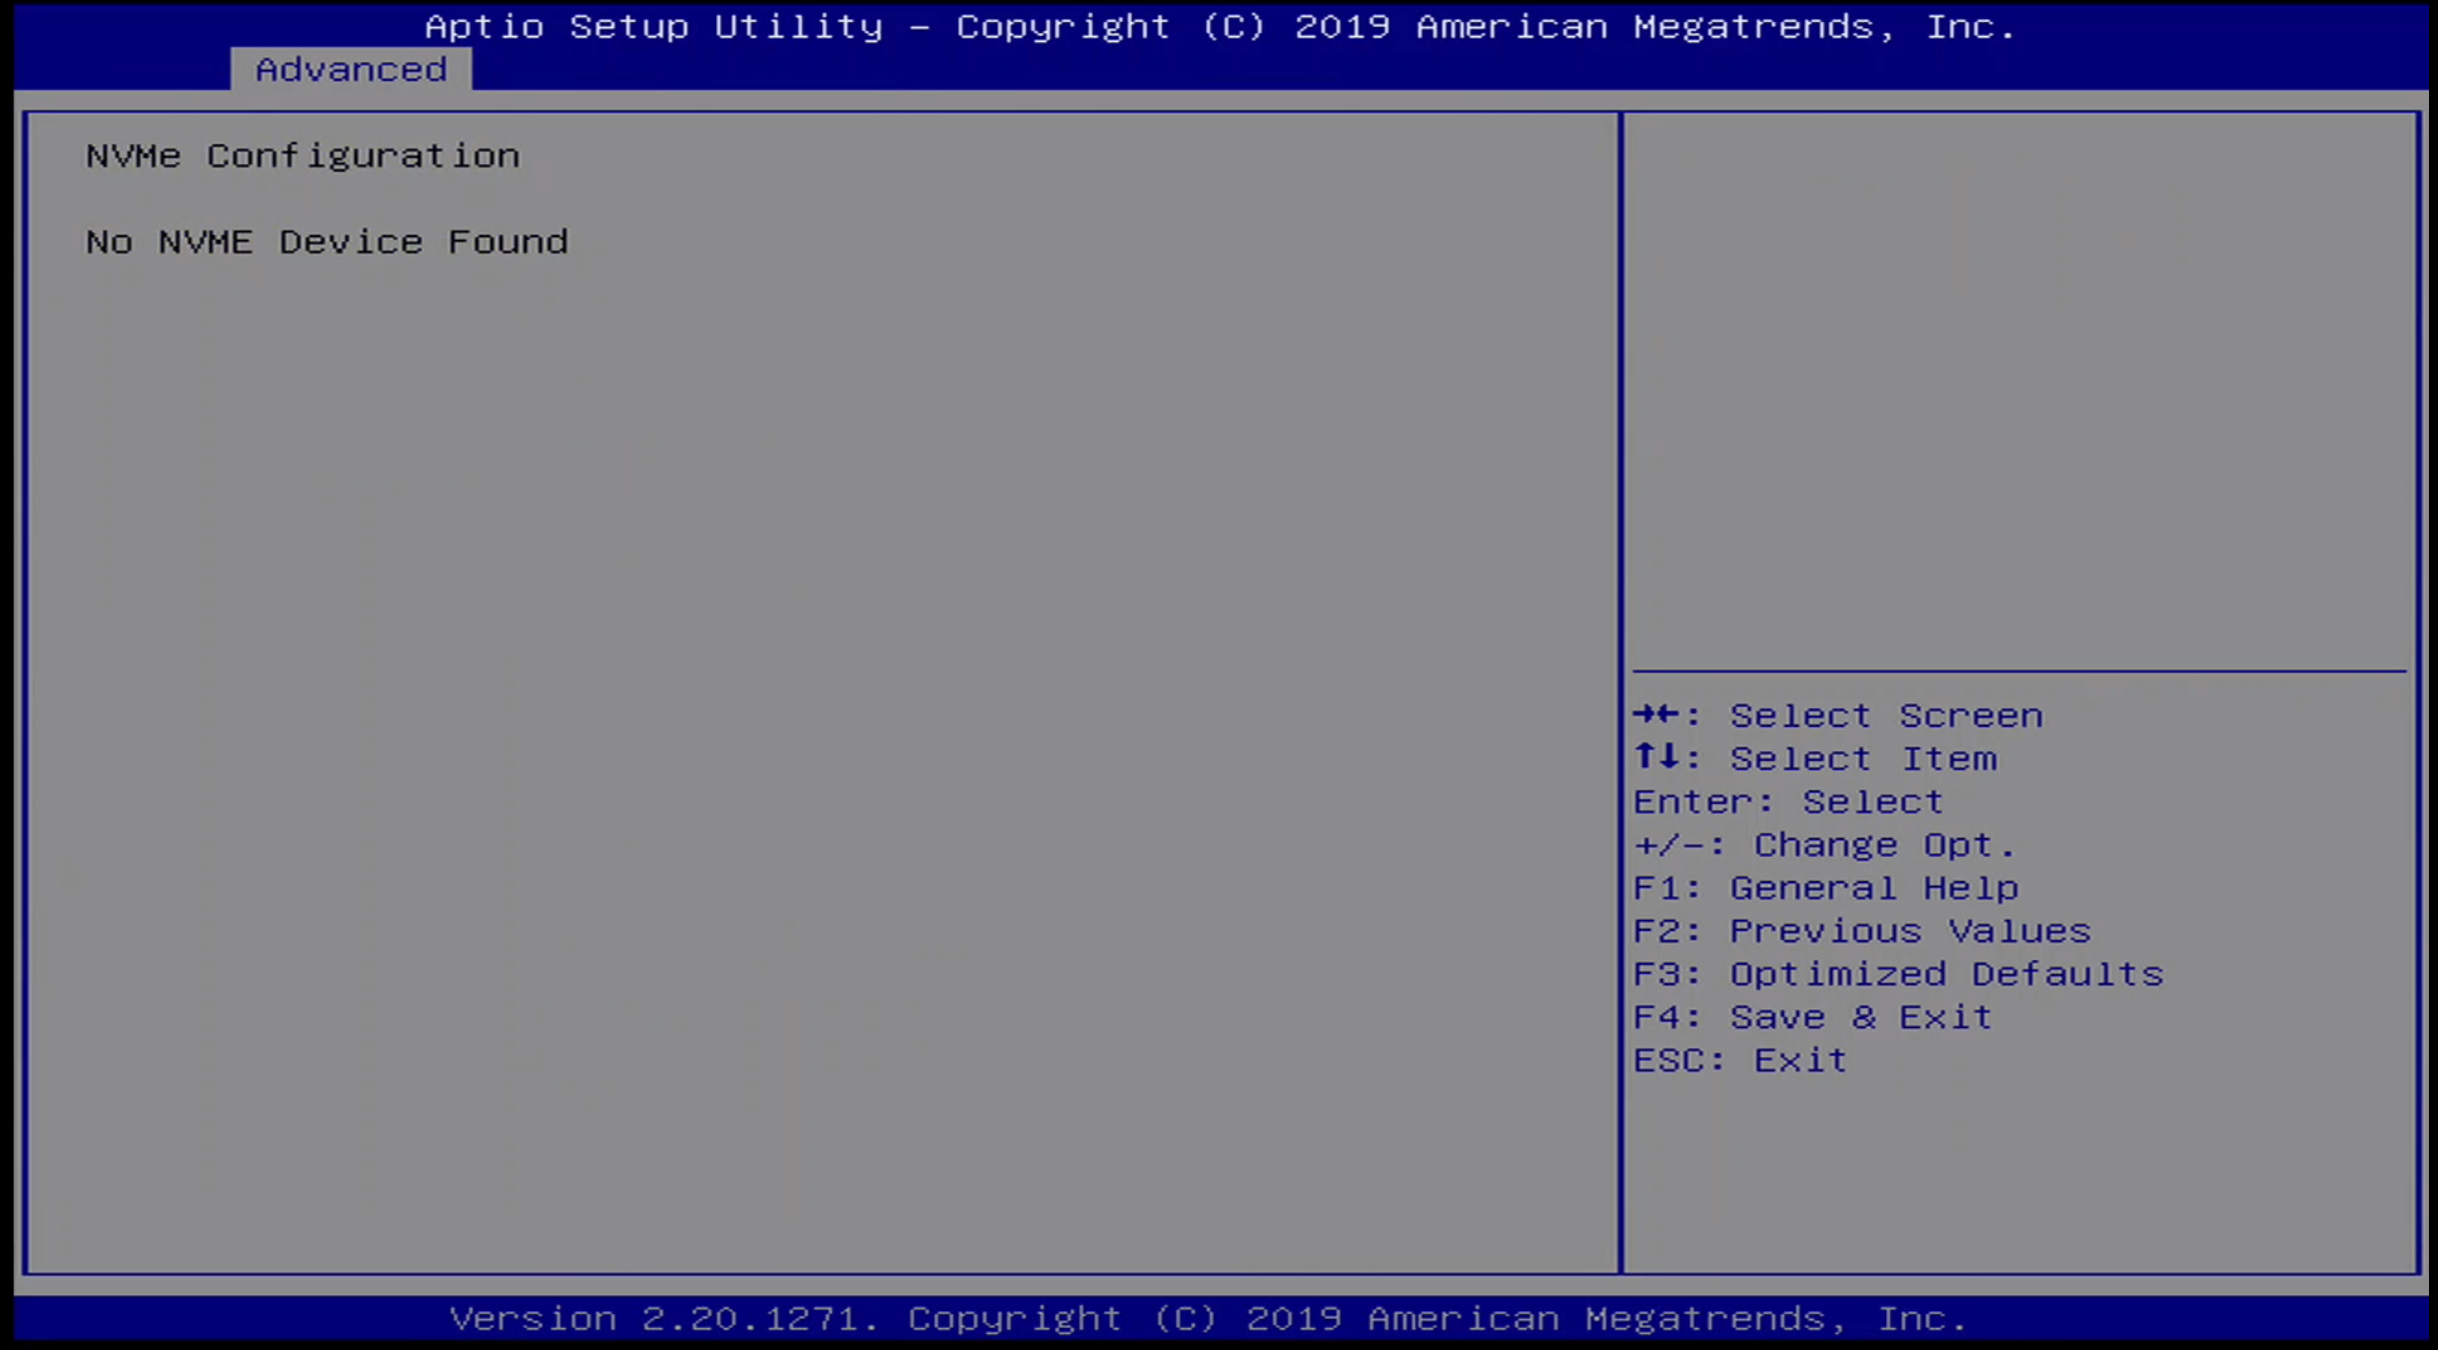 Aptio Setup Utility – Copyright (C) 2019 American Megatrends, Inc.
Advanced
NVMe Configuration
No NVME Device Found
→←: Select Screen
↑↓: Select Item
Enter: Select
+/-: Change Opt.
F1: General Help
F2: Previous Values
F3: Optimized Defaults
F4: Save & Exit
ESC: Exit
Version 2.20.1271. Copyright (C) 2019 American Megatrends, Inc.